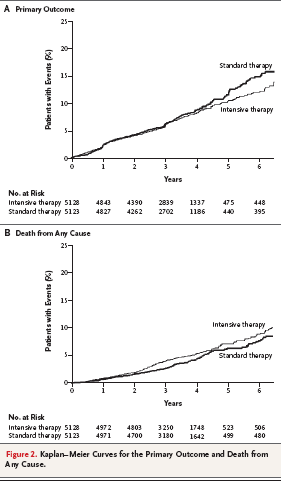 A Primary Outcome
25
20
15
10
5
0
Patients with Events (%)
Standard therapy
Intensive therapy
0 1 2 3 4 5 6
Years
No. at Risk
Intensive therapy 5128 4843 4390 2839 1337 475 448
Standard therapy 5123 4827 4262 2702 1186 440 395
B Death from Any Cause
25
20
15
10
5
0
Patients with Events (%)
Intensive therapy
Standard therapy
0 1 2 3 4 5 6
Years
No. at Risk
Intensive therapy 5128 4972 4803 3250 1748 523 506
Standard therapy 5123 4971 4700 3180 1642 499 480
Figure 2. Kaplan–Meier Curves for the Primary Outcome and Death from
Any Cause.